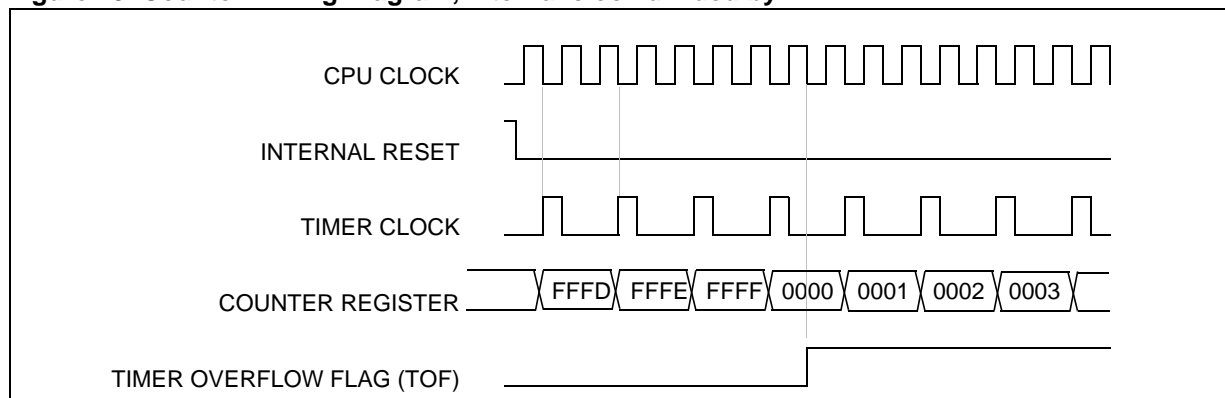 CPU CLOCK
INTERNAL RESET
TIMER CLOCK
COUNTER REGISTER FFFD FFFE FFFF 0000 0001 0002 0003
TIMER OVERFLOW FLAG (TOF)